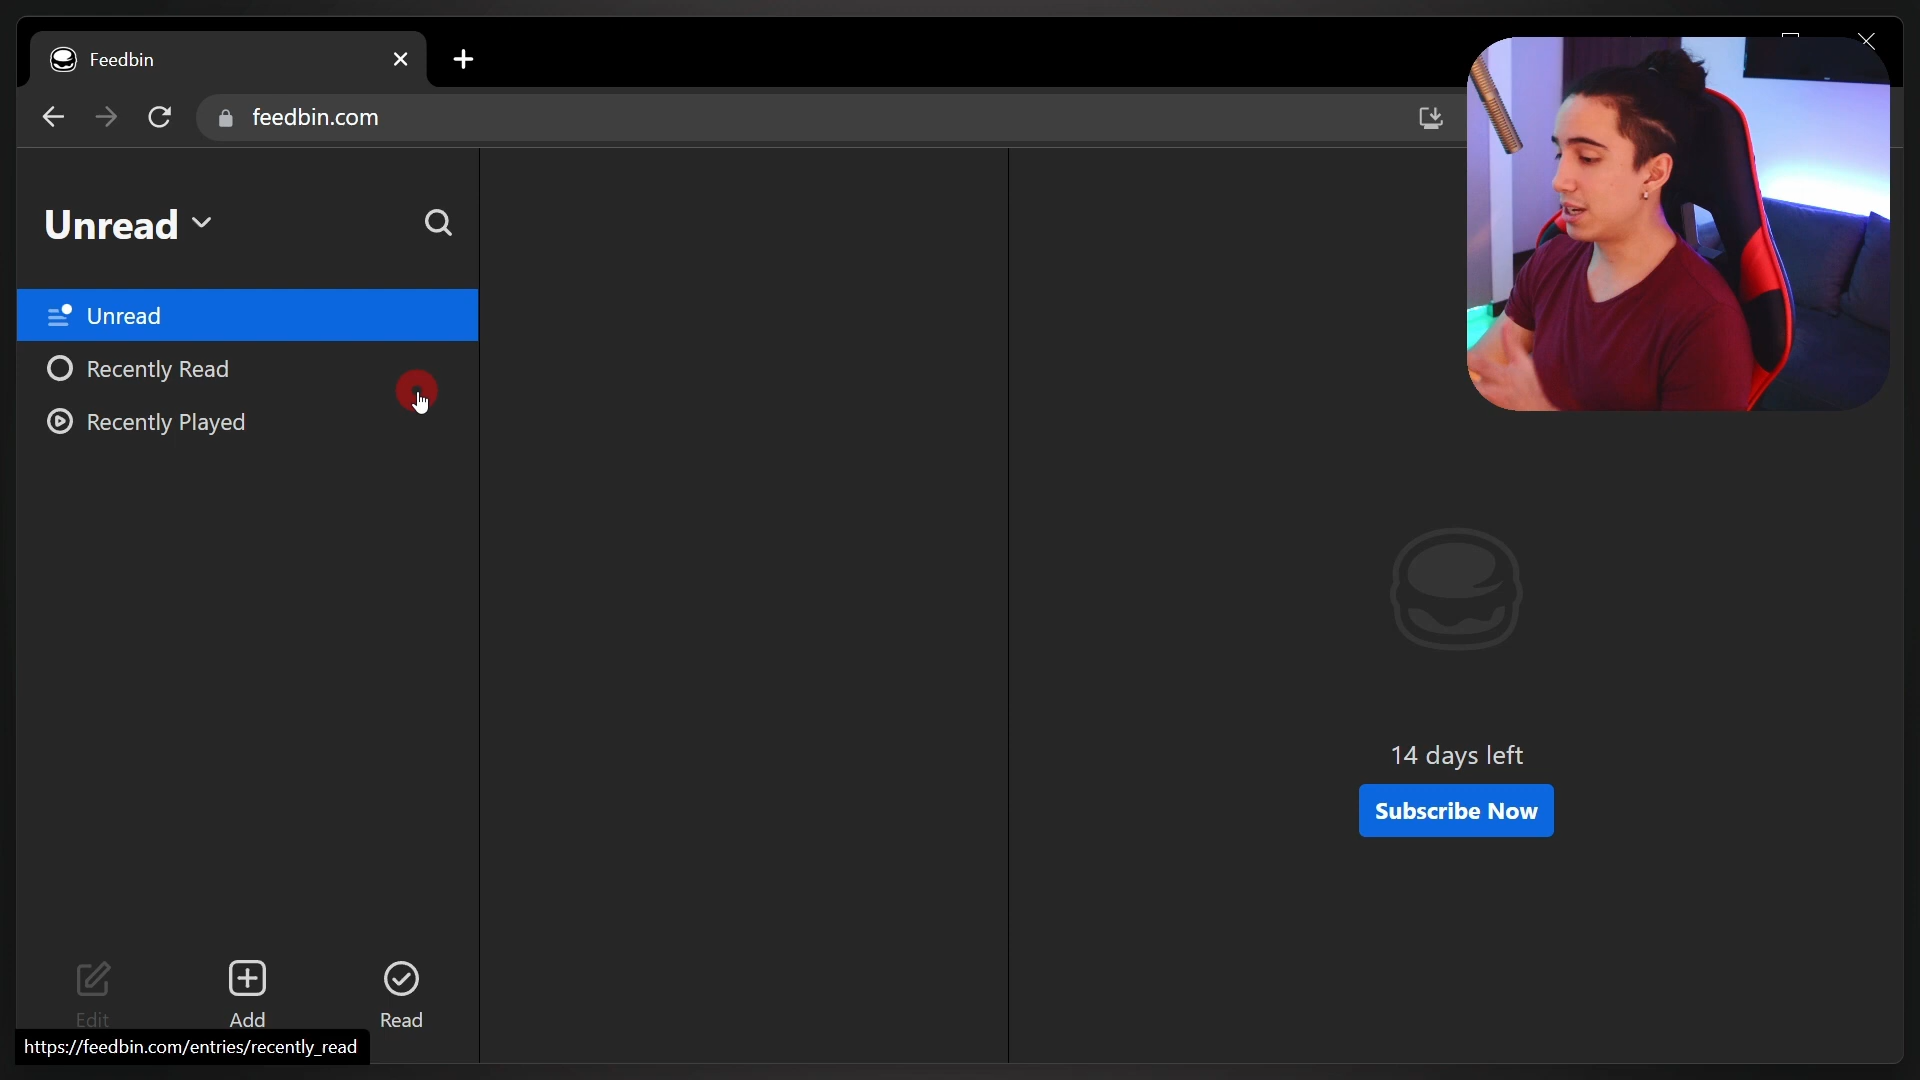 Feedbin
feedbin.com
Unread
Unread
Recently Read
Recently Played
14 days left
Subscribe Now
Edit
Add
Read
https://feedbin.com/entries/recently_read